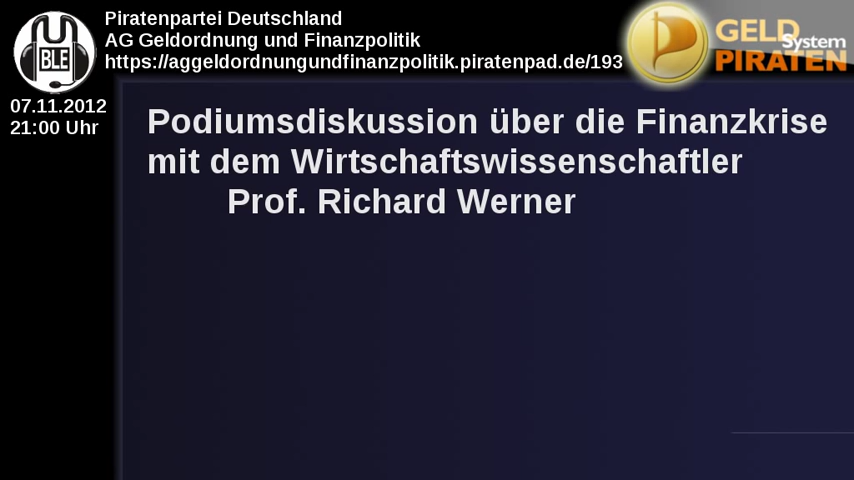 Piratenpartei Deutschland
AG Geldordnung und Finanzpolitik
https://aggeldordnungundfinanzpolitik.piratenpad.de/193
GELD
System
PIRATEN
BLE
07.11.2012
21:00 Uhr
Podiumsdiskussion über die Finanzkrise
mit dem Wirtschaftswissenschaftler
Prof. Richard Werner